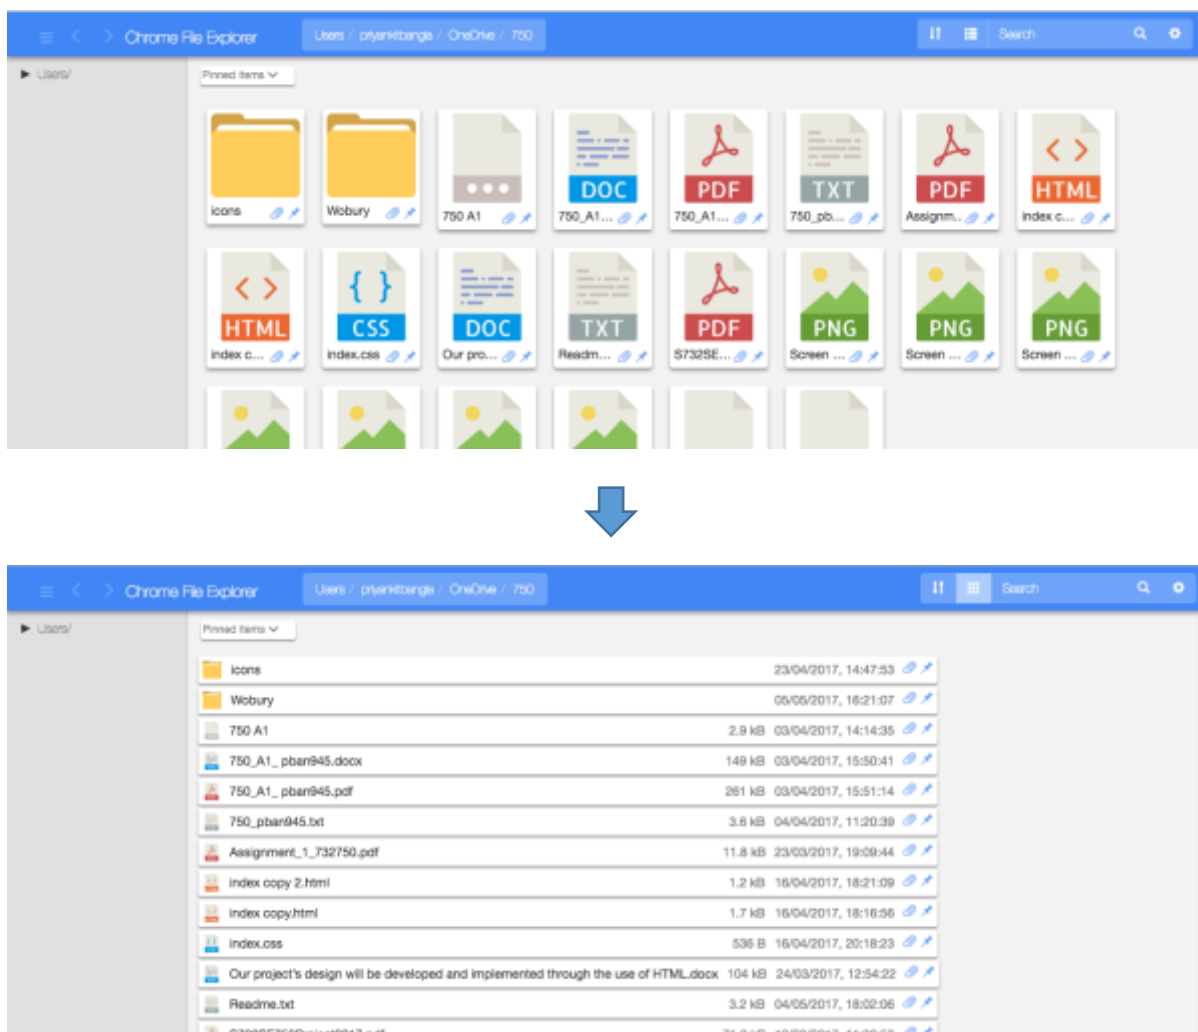 Chrome File Explorer Users / priyankitbangia / OneDrive / 750 Search
Users/ Pinned items
DOC PDF TXT PDF HTML
icons Wobury 750 A1 750_A1... 750_A1... 750_pb... Assignm... index c...
HTML CSS DOC TXT PDF PNG PNG PNG
index c... index.css Our pro... Readm... S732SE... Screen ... Screen ... Screen ...
Chrome File Explorer Users / priyankitbangia / OneDrive / 750 Search
Users/ Pinned items
icons 23/04/2017, 14:47:53
Wobury 05/05/2017, 16:21:07
750 A1 2.9 kB 03/04/2017, 14:14:35
750_A1_ pban945.docx 149 kB 03/04/2017, 15:50:41
750_A1_ pban945.pdf 261 kB 03/04/2017, 15:51:14
750_pban945.txt 3.6 kB 04/04/2017, 11:20:39
Assignment_1_732750.pdf 11.8 kB 23/03/2017, 19:09:44
index copy 2.html 1.2 kB 16/04/2017, 18:21:09
index copy.html 1.7 kB 16/04/2017, 18:16:56
index.css 536 B 16/04/2017, 20:18:23
Our project's design will be developed and implemented through the use of HTML.docx 104 kB 24/03/2017, 12:54:22
Readme.txt 3.2 kB 04/05/2017, 18:02:06